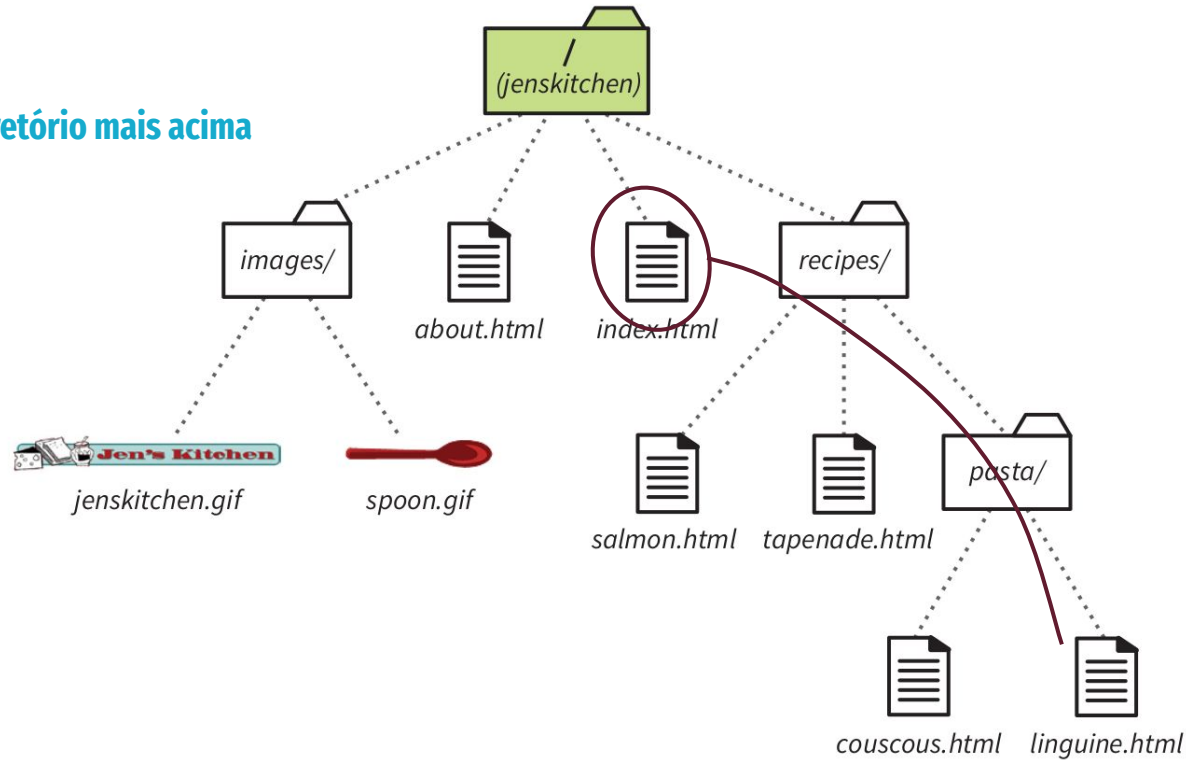 /
(jenskitchen)
etório mais acima
images/
about.html
index.html
recipes/
Jen's Kitchen
jenskitchen.gif
spoon.gif
salmon.html
tapenade.html
pasta/
couscous.html
linguine.html